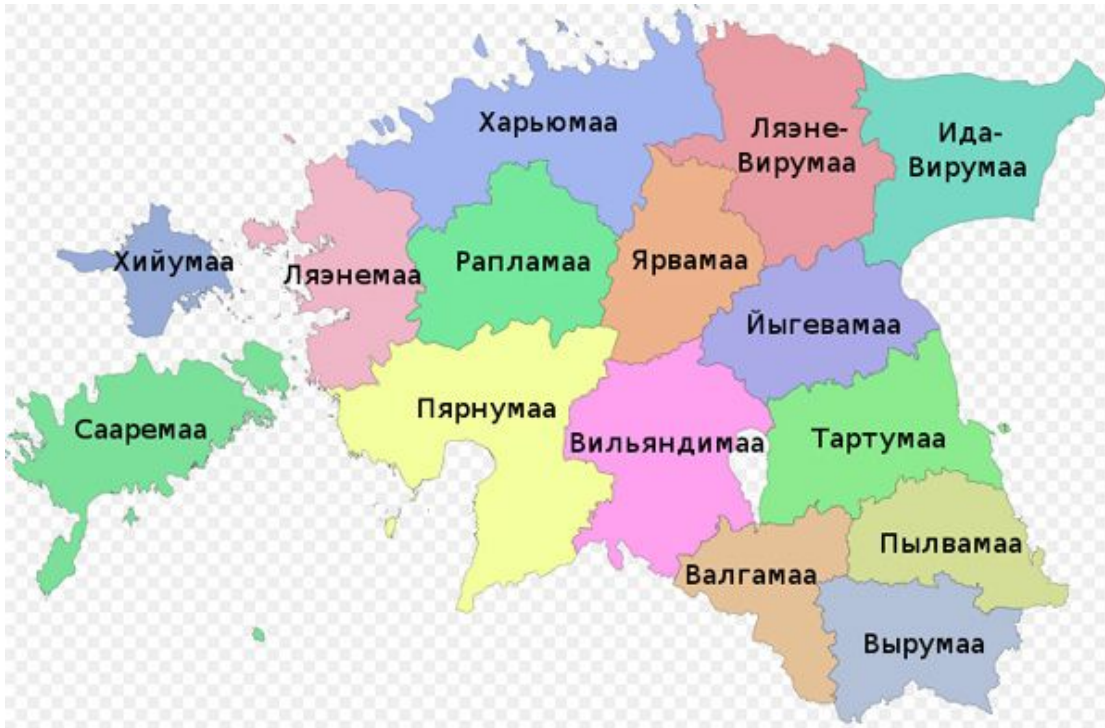 Харьюмаа
Ляэне-
Вирумаа
Ида-
Вирумаа
Хийумаа
Ляэнемаа
Рапламаа
Ярвамаа
Йыгевамаа
Сааремаа
Пярнумаа
Вильяндимаа
Тартумаа
Пылвамаа
Валгамаа
Вырумаа